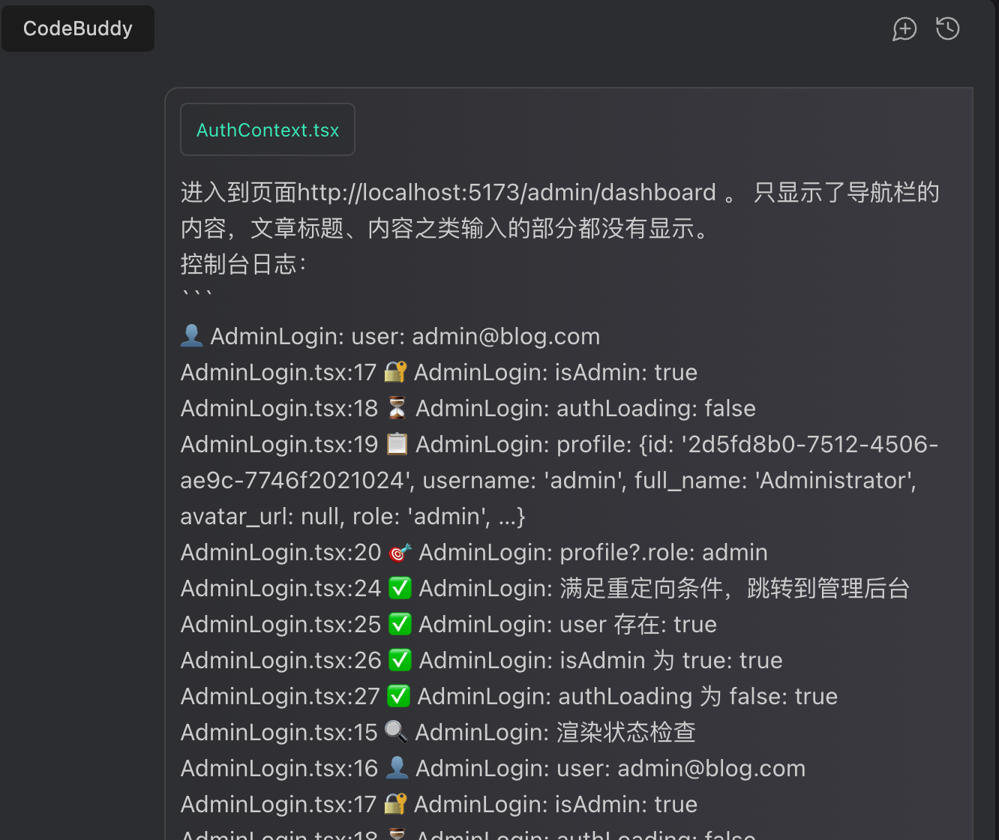 CodeBuddy
AuthContext.tsx
进入到页面http://localhost:5173/admin/dashboard 。 只显示了导航栏的
内容，文章标题、内容之类输入的部分都没有显示。
控制台日志：
```
👤 AdminLogin: user: admin@blog.com
AdminLogin.tsx:17 🔐 AdminLogin: isAdmin: true
AdminLogin.tsx:18 ⏳ AdminLogin: authLoading: false
AdminLogin.tsx:19 📋 AdminLogin: profile: {id: '2d5fd8b0-7512-4506-
ae9c-7746f2021024', username: 'admin', full_name: 'Administrator',
avatar_url: null, role: 'admin', …}
AdminLogin.tsx:20 🎯 AdminLogin: profile?.role: admin
AdminLogin.tsx:24 ✅ AdminLogin: 满足重定向条件，跳转到管理后台
AdminLogin.tsx:25 ✅ AdminLogin: user 存在: true
AdminLogin.tsx:26 ✅ AdminLogin: isAdmin 为 true: true
AdminLogin.tsx:27 ✅ AdminLogin: authLoading 为 false: true
AdminLogin.tsx:15 🔍 AdminLogin: 渲染状态检查
AdminLogin.tsx:16 👤 AdminLogin: user: admin@blog.com
AdminLogin.tsx:17 🔐 AdminLogin: isAdmin: true
AdminLogin.tsx:18 ⏳ AdminLogin: authLoading: false